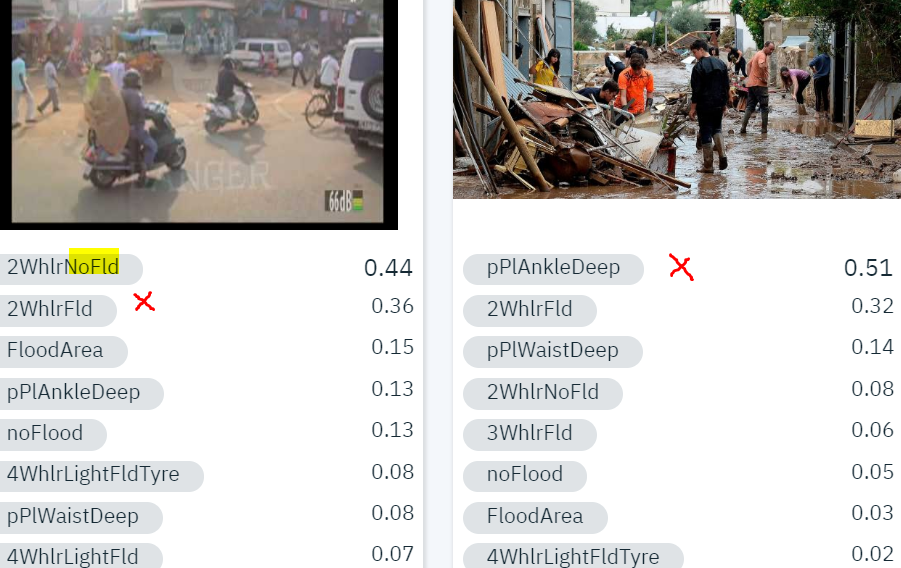 DANGER
66dB
2WhlrNoFld 0.44
2WhlrFld 0.36
FloodArea 0.15
pPlAnkleDeep 0.13
noFlood 0.13
4WhlrLightFldTyre 0.08
pPlWaistDeep 0.08
4WhlrLightFld 0.07
pPlAnkleDeep 0.51
2WhlrFld 0.32
pPlWaistDeep 0.14
2WhlrNoFld 0.08
3WhlrFld 0.06
noFlood 0.05
FloodArea 0.03
4WhlrLightFldTyre 0.02